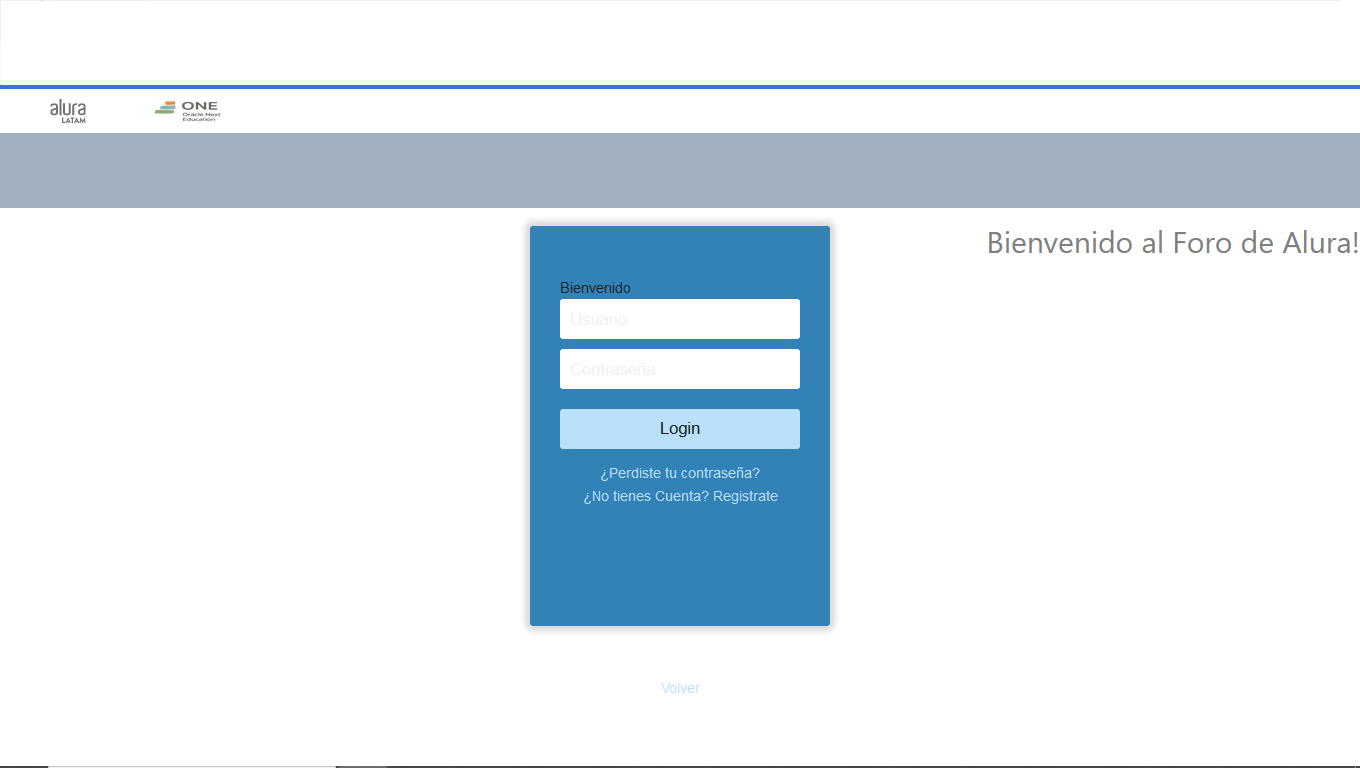 alura
LATAM
ONE
Oracle Next
Education
Bienvenido al Foro de Alura!
Bienvenido
Usuario
Contraseña
Login
¿Perdiste tu contraseña?
¿No tienes Cuenta? Registrate
Volver